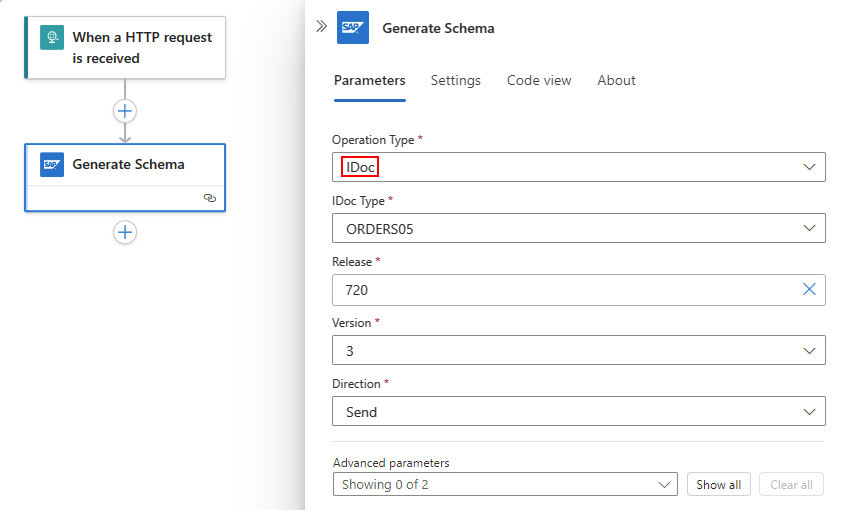 When a HTTP request
is received
SAP
Generate Schema
SAP
Generate Schema
Parameters
Settings
Code view
About
Operation Type *
IDoc
IDoc Type *
ORDERS05
Release *
720
Version *
3
Direction *
Send
Advanced parameters
Showing 0 of 2
Show all
Clear all